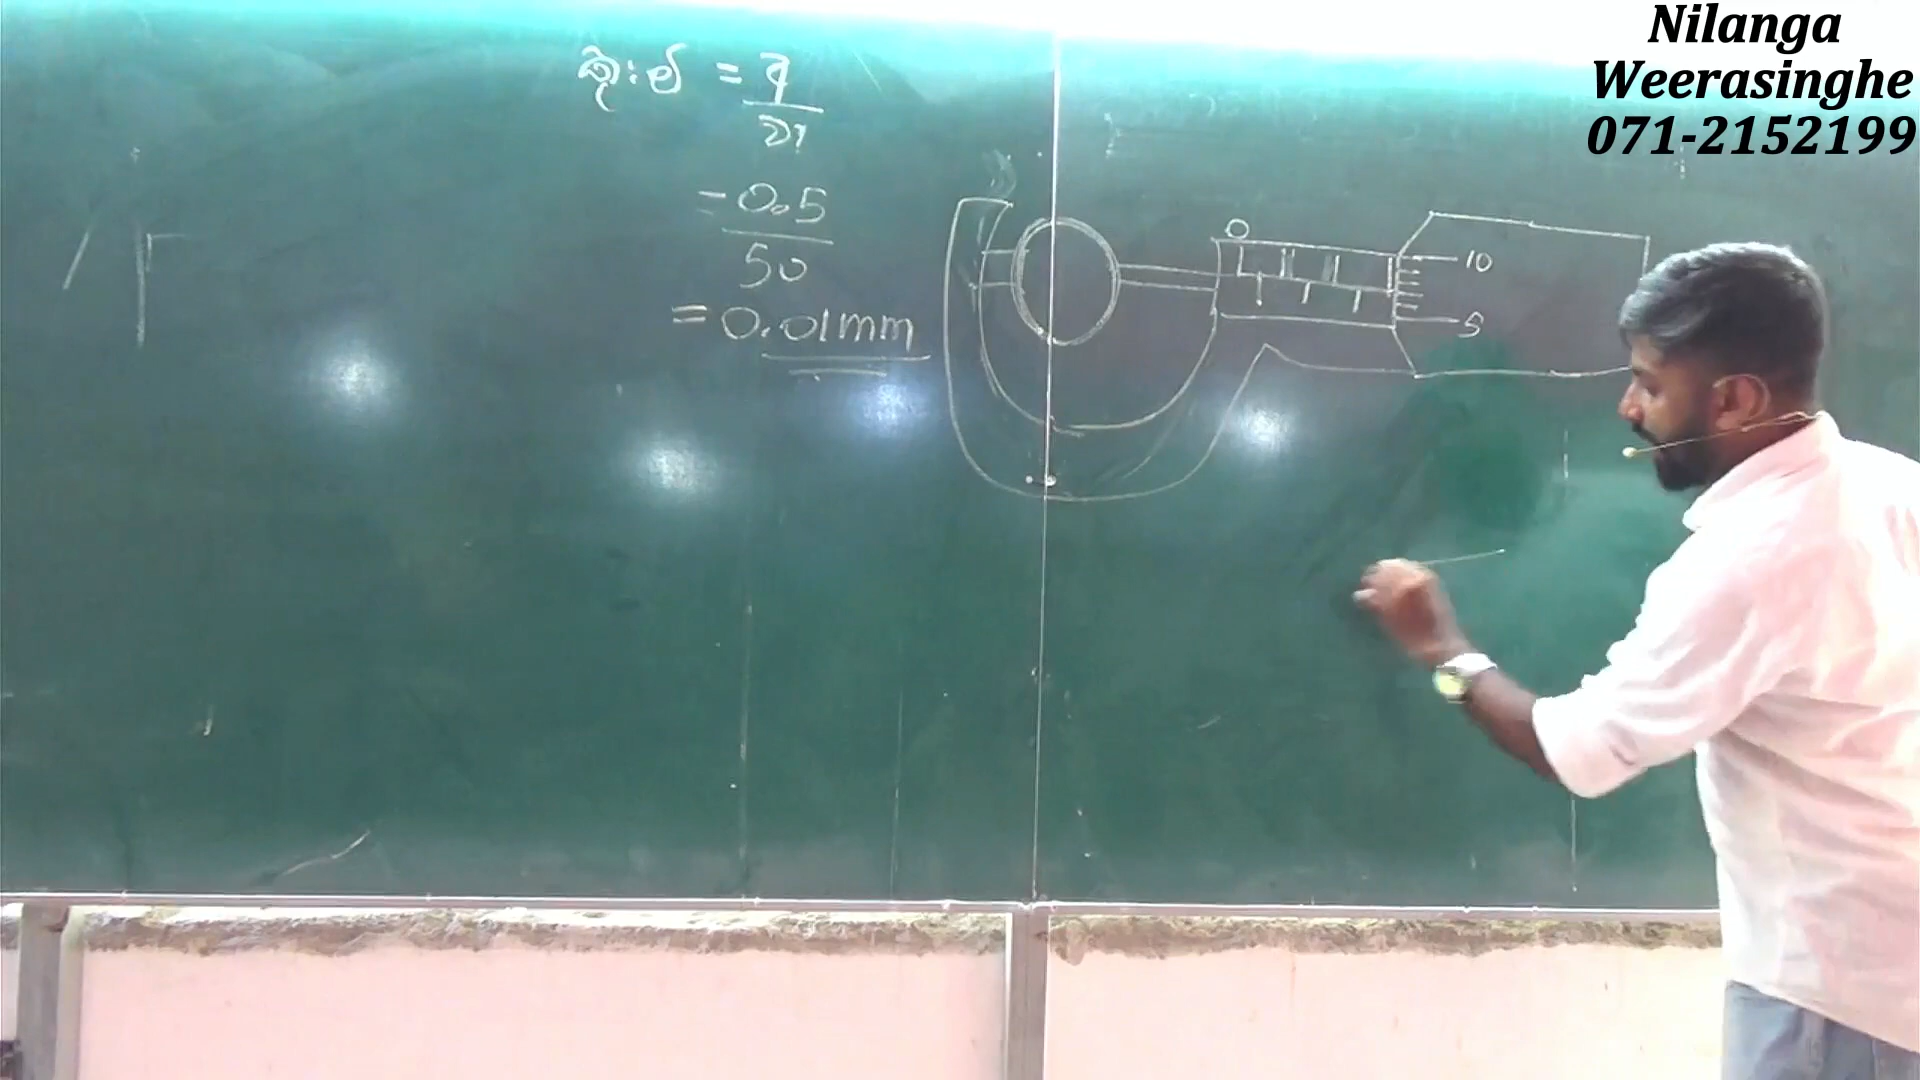 Nilanga
Weerasinghe
071-2152199
කු:ම =
= 0.5
50
= 0.01mm
0
10
5